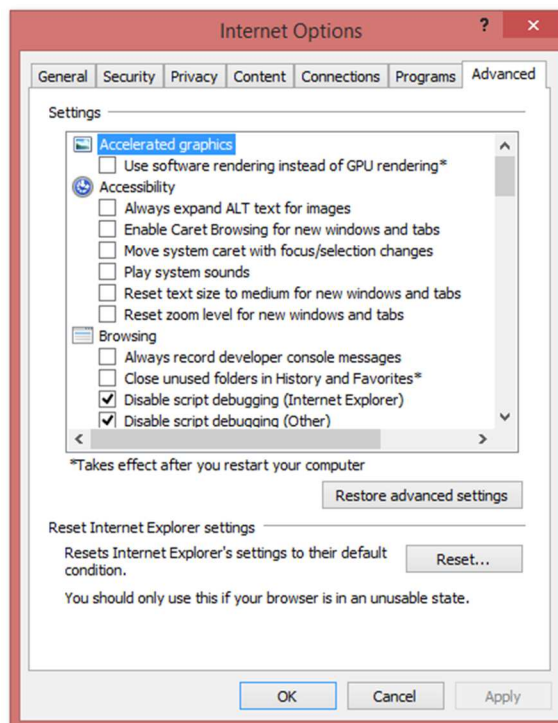 Internet Options
?
General Security Privacy Content Connections Programs Advanced
Settings
Accelerated graphics
Use software rendering instead of GPU rendering*
Accessibility
Always expand ALT text for images
Enable Caret Browsing for new windows and tabs
Move system caret with focus/selection changes
Play system sounds
Reset text size to medium for new windows and tabs
Reset zoom level for new windows and tabs
Browsing
Always record developer console messages
Close unused folders in History and Favorites*
Disable script debugging (Internet Explorer)
Disable script debugging (Other)
*Takes effect after you restart your computer
Restore advanced settings
Reset Internet Explorer settings
Resets Internet Explorer's settings to their default
condition.
Reset...
You should only use this if your browser is in an unusable state.
OK Cancel Apply